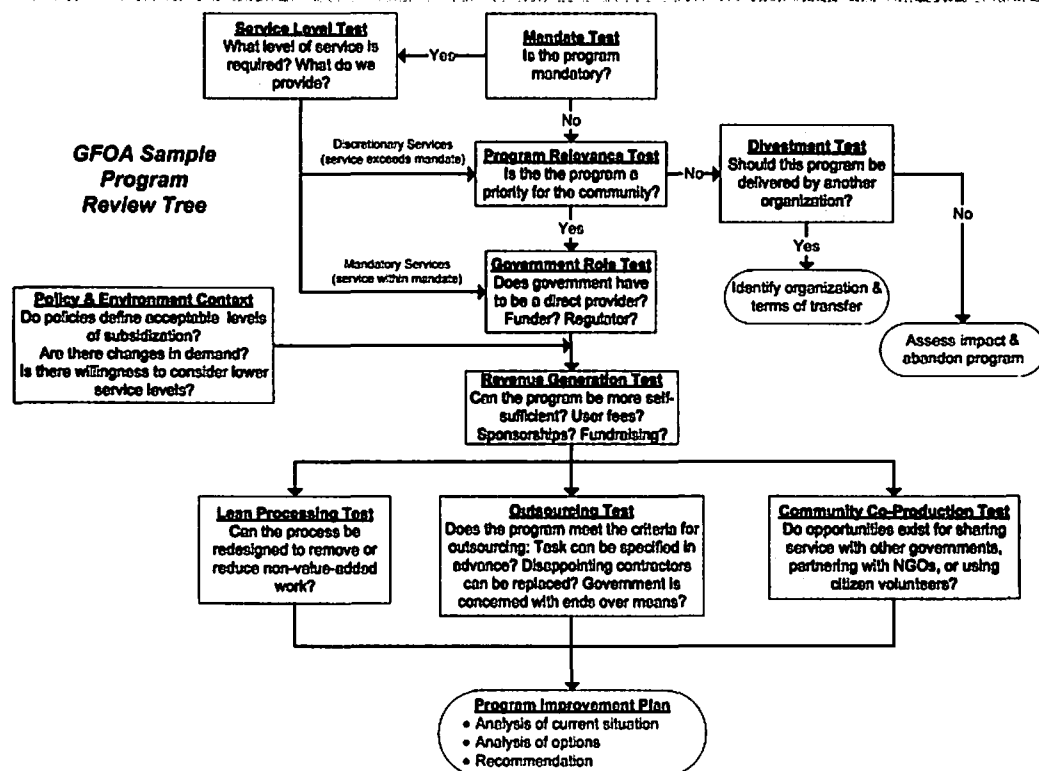 Service Level Test
What level of service is
required? What do we
provide?
Yes
Mandate Test
Is the program
mandatory?
No
GFOA Sample
Program
Review Tree
Discretionary Services
(service exceeds mandate)
Program Relevance Test
Is the the program a
priority for the community?
No
Divestment Test
Should this program be
delivered by another
organization?
No
Yes
Yes
Mandatory Services
(service within mandate)
Government Role Test
Does government have
to be a direct provider?
Funder? Regulator?
Identify organization &
terms of transfer
Assess impact &
abandon program
Policy & Environment Context
Do policies define acceptable levels
of subsidization?
Are there changes in demand?
Is there willingness to consider lower
service levels?
Revenue Generation Test
Can the program be more self-
sufficient? User fees?
Sponsorships? Fundraising?
Lean Processing Test
Can the process be
redesigned to remove or
reduce non-value-added
work?
Outsourcing Test
Does the program meet the criteria for
outsourcing: Task can be specified in
advance? Disappointing contractors
can be replaced? Government is
concerned with ends over means?
Community Co-Production Test
Do opportunities exist for sharing
service with other governments,
partnering with NGOs, or using
citizen volunteers?
Program Improvement Plan
• Analysis of current situation
• Analysis of options
• Recommendation